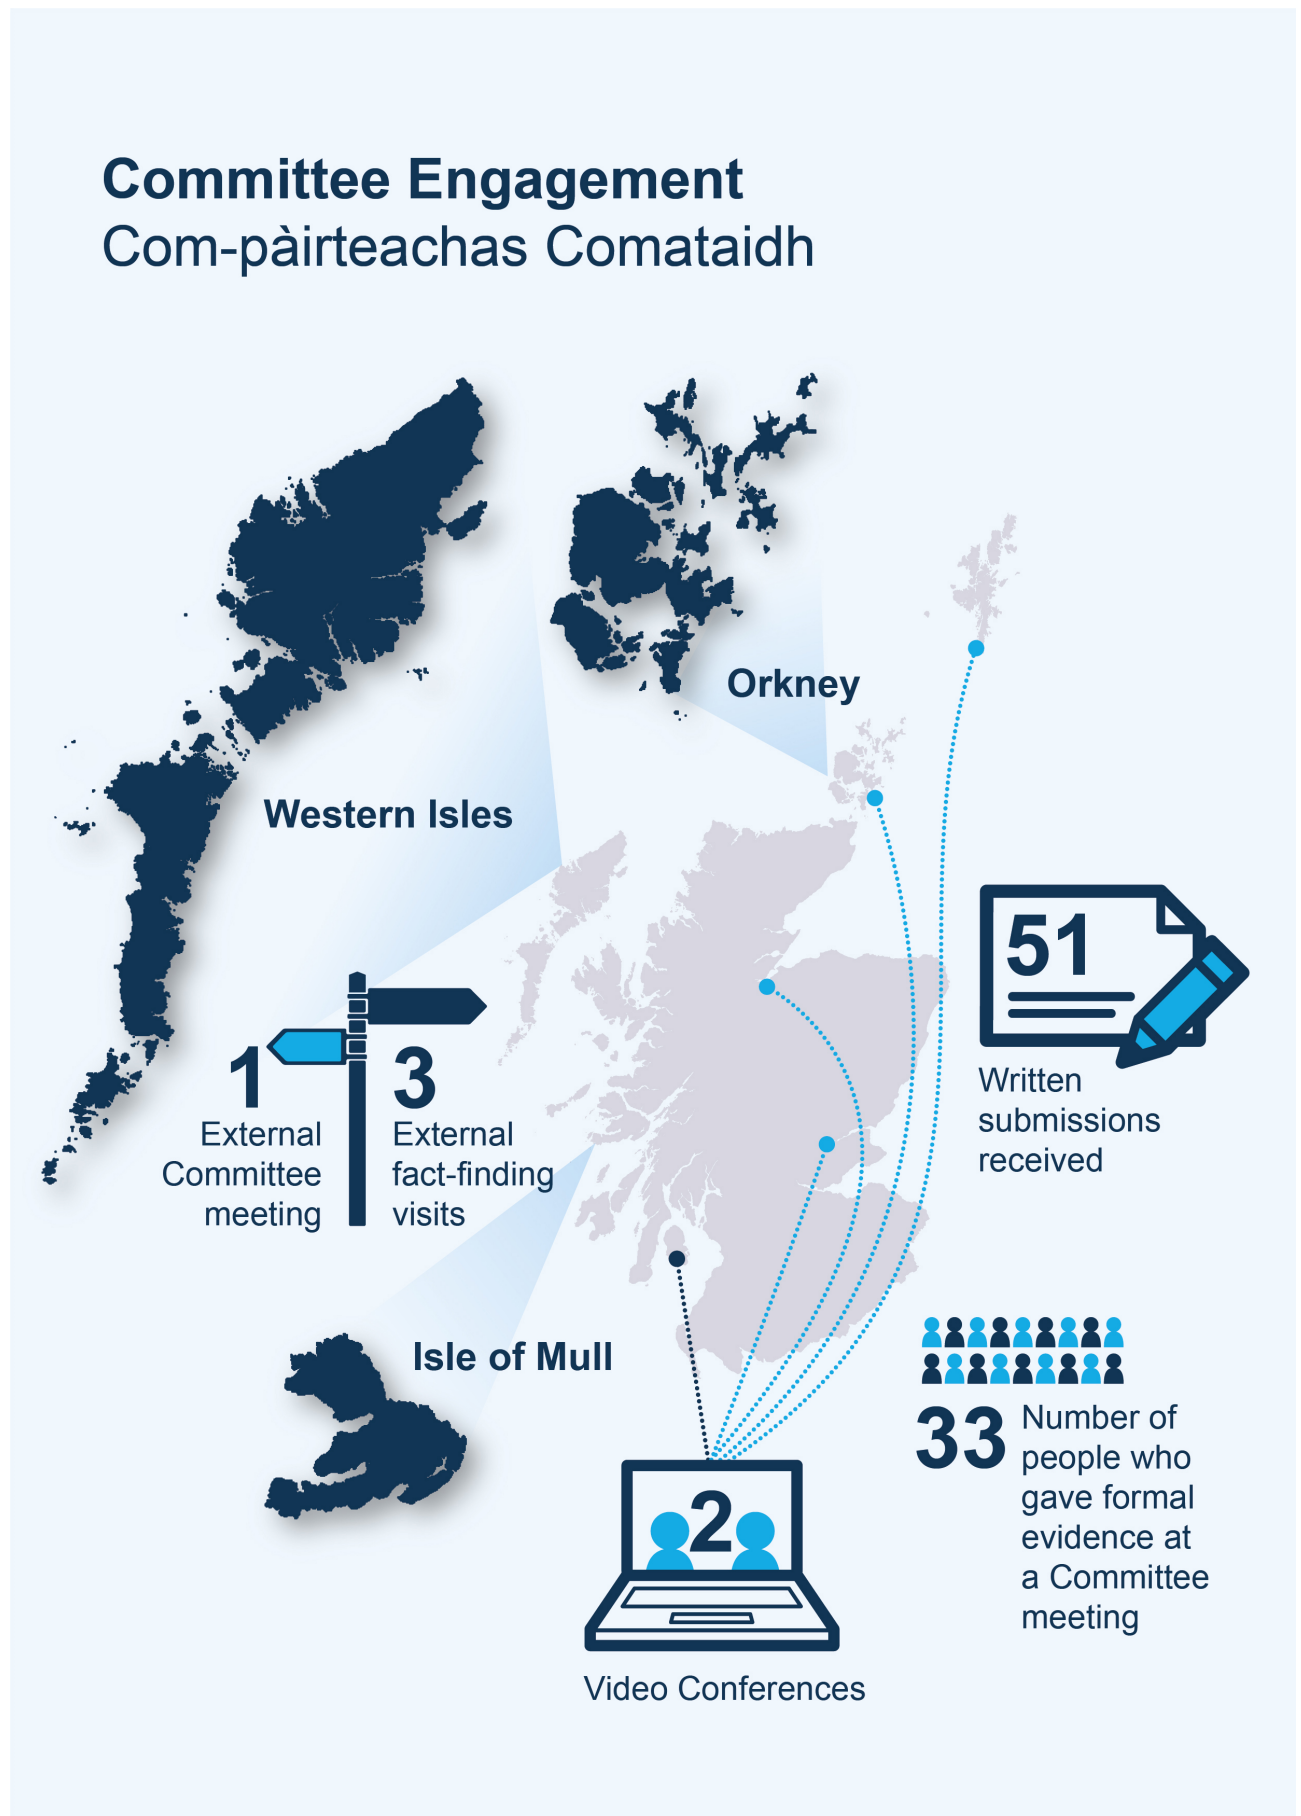 Committee Engagement
Com-pàirteachas Comataidh
Orkney
Western Isles
51
Written
submissions
received
1
External
Committee
meeting
3
External
fact-finding
visits
Isle of Mull
33
Number of
people who
gave formal
evidence at
a Committee
meeting
2
Video Conferences